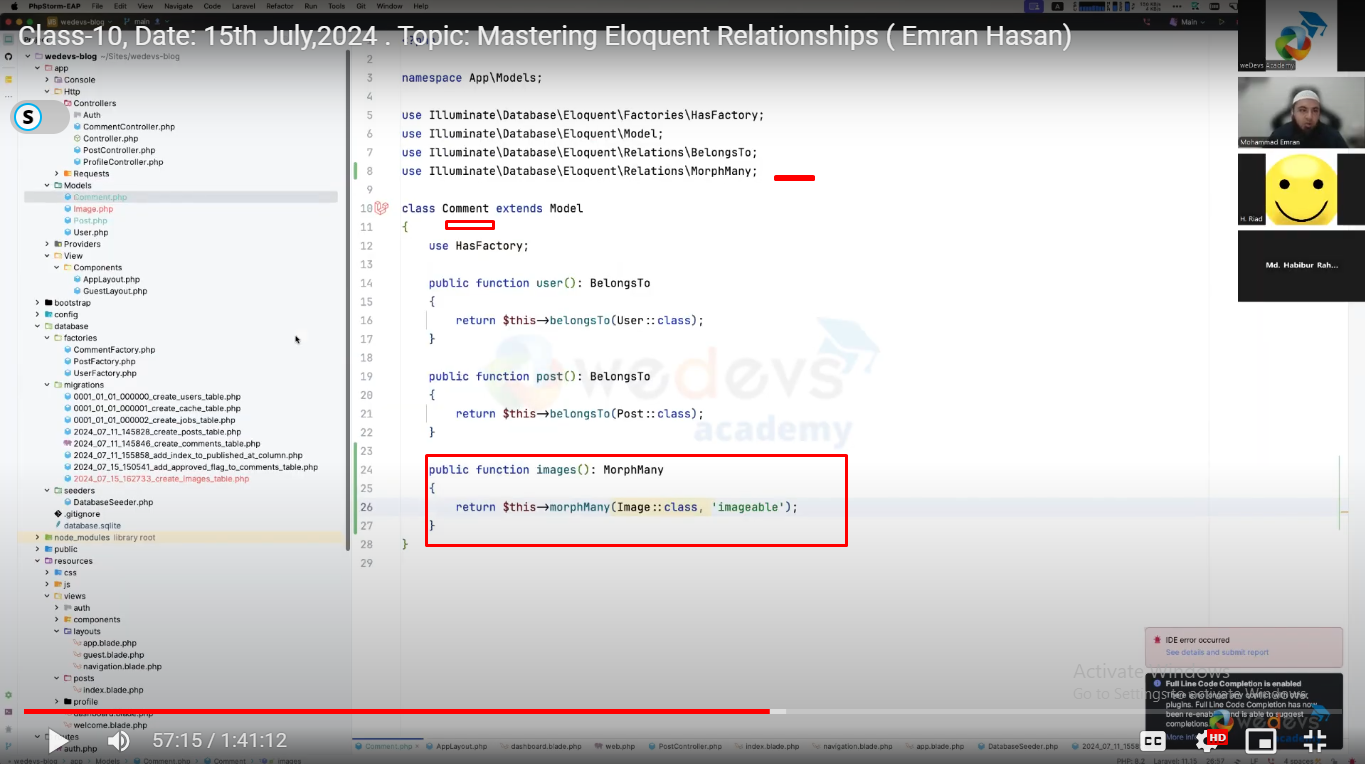 PhpStorm File Edit View Navigate Code Laravel Refactor Run Tools Git Window Help
wedevs-blog main
Main
Class-10, Date: 15th July,2024 . Topic: Mastering Eloquent Relationships ( Emran Hasan)
wedevs-blog ~/Sites/wedevs-blog
app
Console
Http
Controllers
Auth
CommentController.php
Controller.php
PostController.php
ProfileController.php
Requests
Models
Comment.php
Image.php
Post.php
User.php
Providers
View
Components
AppLayout.php
GuestLayout.php
bootstrap
config
database
factories
CommentFactory.php
PostFactory.php
UserFactory.php
migrations
0001_01_01_000000_create_users_table.php
0001_01_01_000001_create_cache_table.php
0001_01_01_000002_create_jobs_table.php
2024_07_11_145828_create_posts_table.php
2024_07_11_145846_create_comments_table.php
2024_07_11_155858_add_index_to_published_at_column.php
2024_07_15_150541_add_approved_flag_to_comments_table.php
2024_07_15_162733_create_images_table.php
seeders
DatabaseSeeder.php
.gitignore
database.sqlite
node_modules library root
public
resources
css
js
views
auth
components
layouts
app.blade.php
guest.blade.php
navigation.blade.php
posts
index.blade.php
profile
dashboard.blade.php
welcome.blade.php
routes
auth.php
S
2
3 namespace App\Models;
4
5 use Illuminate\Database\Eloquent\Factories\HasFactory;
6 use Illuminate\Database\Eloquent\Model;
7 use Illuminate\Database\Eloquent\Relations\BelongsTo;
8 use Illuminate\Database\Eloquent\Relations\MorphMany;
9
10 class Comment extends Model
11 {
12 use HasFactory;
13
14 public function user(): BelongsTo
15 {
16 return $this->belongsTo(User::class);
17 }
18
19 public function post(): BelongsTo
20 {
21 return $this->belongsTo(Post::class);
22 }
23
24 public function images(): MorphMany
25 {
26 return $this->morphMany(Image::class, 'imageable');
27 }
28 }
29
wedevs
academy
weDevs Academy
Mohammad Emran
H. Riad
Md. Habibur Rah...
IDE error occurred
See details and submit report
Activate Windows
Go to Settings to activate Windows.
Full Line Code Completion is enabled
plugins. Full Line Code Completion has now
been re-enabled and is able to suggest
completions.
More
57:15 / 1:41:12
CC
HD
Comment.php AppLayout.php dashboard.blade.php web.php PostController.php index.blade.php navigation.blade.php app.blade.php DatabaseSeeder.php 2024_07_11_1558
wedevs-blog app Models Comment.php Comment images
PHP: 8.2 Laravel: 11.15 26:57 LF 4 spaces